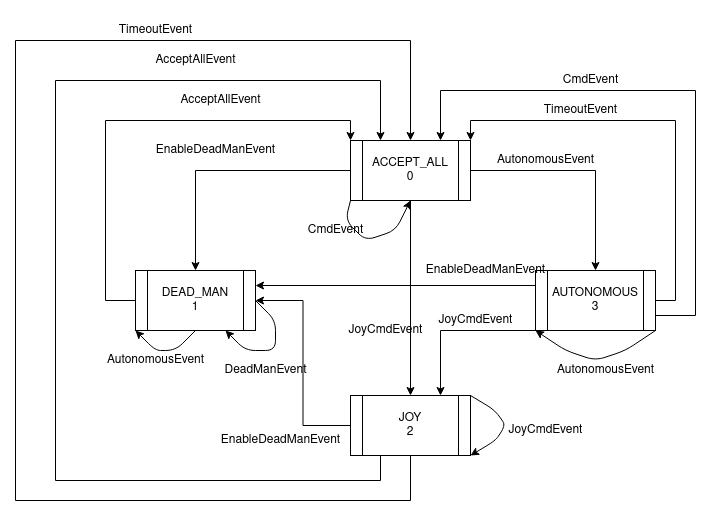 TimeoutEvent
AcceptAllEvent
CmdEvent
AcceptAllEvent
TimeoutEvent
EnableDeadManEvent
ACCEPT_ALL
0
AutonomousEvent
CmdEvent
EnableDeadManEvent
DEAD_MAN
1
AUTONOMOUS
3
JoyCmdEvent
JoyCmdEvent
AutonomousEvent
DeadManEvent
AutonomousEvent
JOY
2
JoyCmdEvent
EnableDeadManEvent